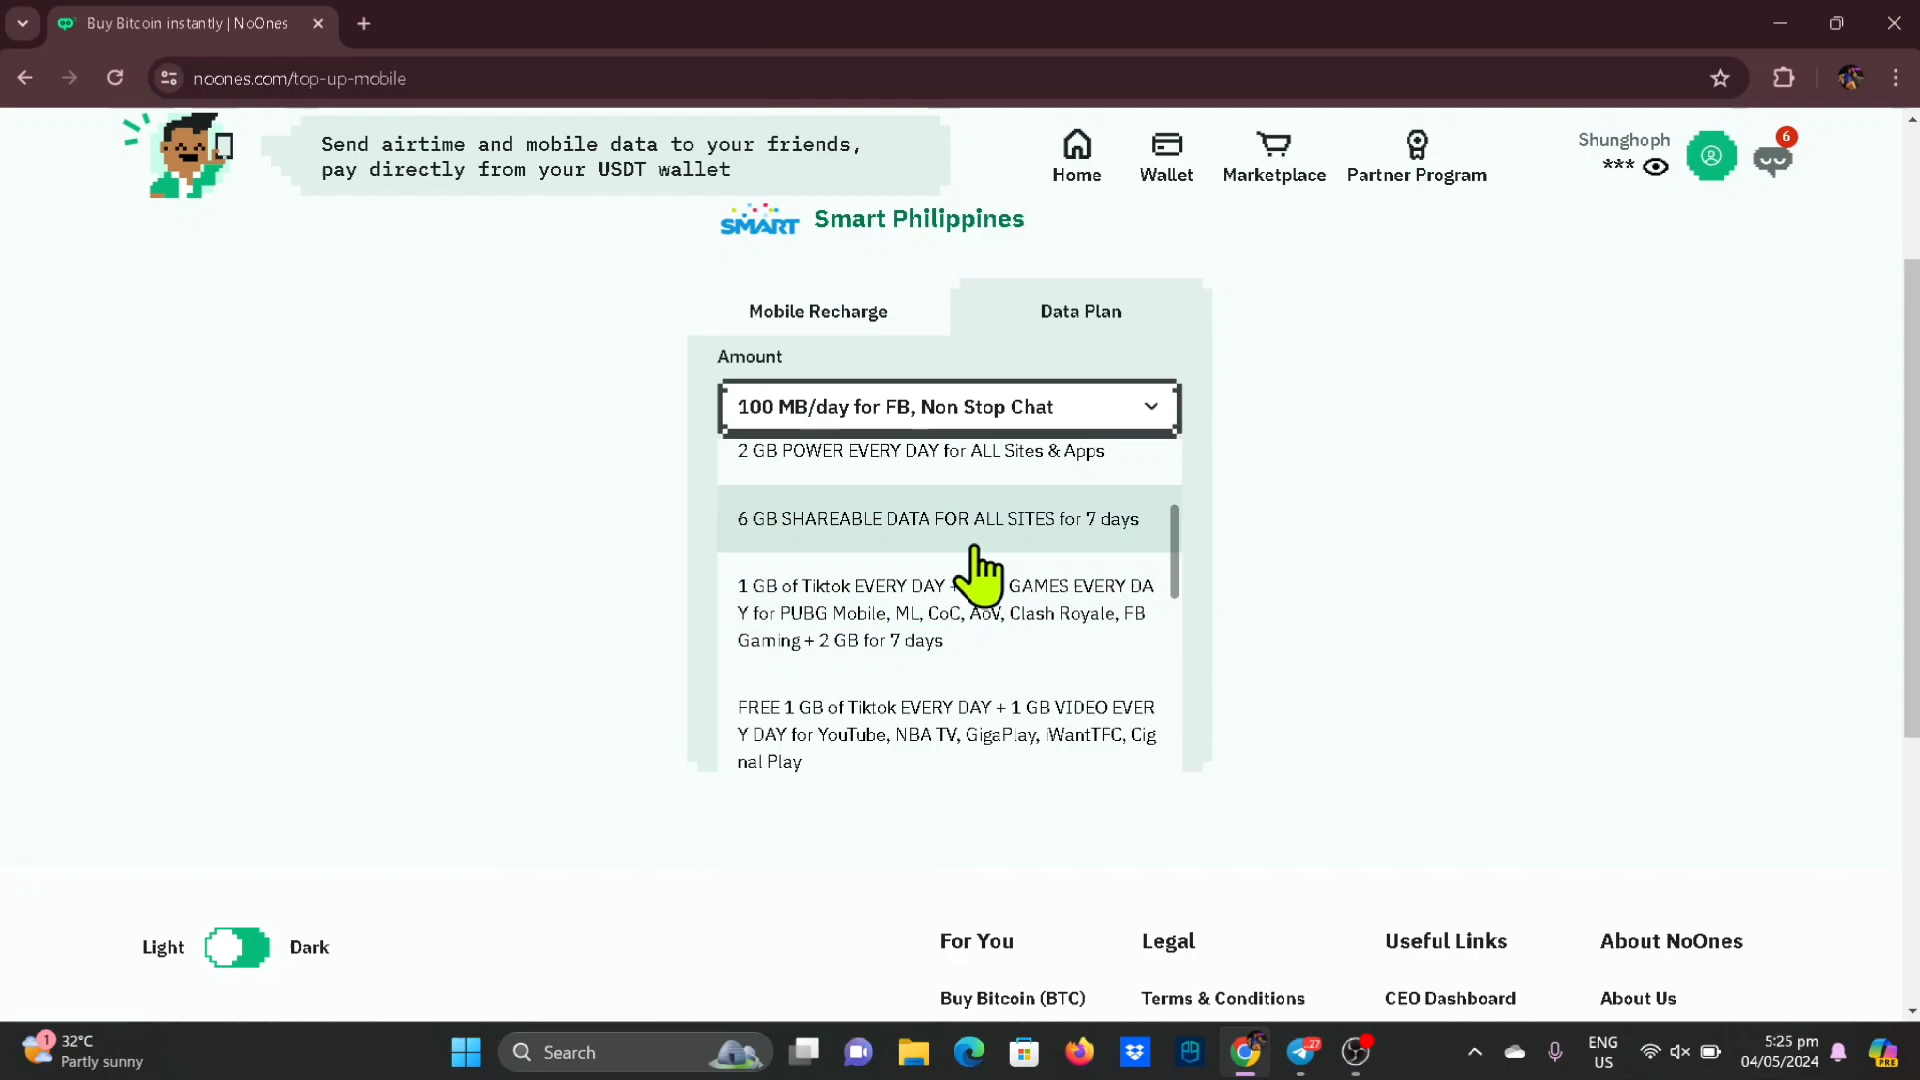 Buy Bitcoin instantly | NoOnes
noones.com/top-up-mobile
Send airtime and mobile data to your friends,
pay directly from your USDT wallet
Home
Wallet
Marketplace
Partner Program
Shunghoph
***
6
SMART
Smart Philippines
Mobile Recharge
Data Plan
Amount
100 MB/day for FB, Non Stop Chat
2 GB POWER EVERY DAY for ALL Sites & Apps
6 GB SHAREABLE DATA FOR ALL SITES for 7 days
1 GB of Tiktok EVERY DAY GAMES EVERY DA
Y for PUBG Mobile, ML, CoC, AoV, Clash Royale, FB
Gaming + 2 GB for 7 days
FREE 1 GB of Tiktok EVERY DAY + 1 GB VIDEO EVER
Y DAY for YouTube, NBA TV, GigaPlay, iWantTFC, Cig
nal Play
Light
Dark
For You
Legal
Useful Links
About NoOnes
Buy Bitcoin (BTC)
Terms & Conditions
CEO Dashboard
About Us
1
32°C
Partly sunny
Search
27
ENG
US
5:25 pm
04/05/2024
PRE